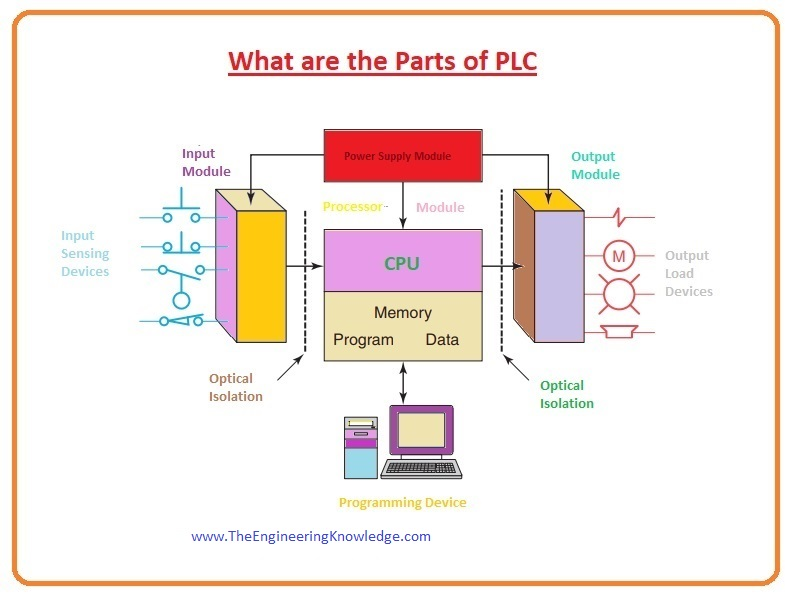 What are the Parts of PLC
Input
Module
Power Supply Module
Output
Module
Processor-
Module
Input
Sensing
Devices
CPU
M
Output
Load
Devices
Memory
Program
Data
Optical
Isolation
Optical
Isolation
Programming Device
www.TheEngineeringKnowledge.com